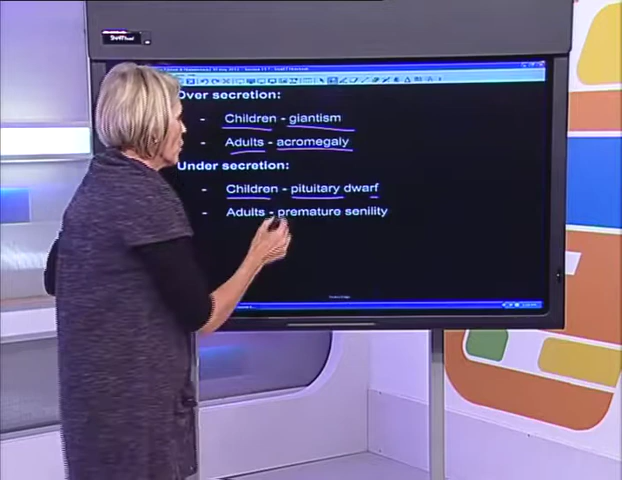 Over secretion:
- Children - giantism
- Adults - acromegaly
Under secretion:
- Children - pituitary dwarf
- Adults - premature senility